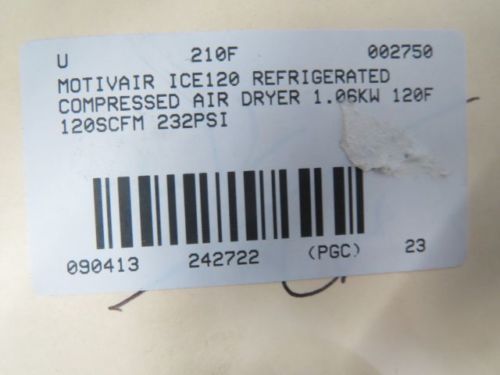 U 210F 002750
MOTIVAIR ICE120 REFRIGERATED
COMPRESSED AIR DRYER 1.06KW 120F
120SCFM 232PSI
090413 242722 (PGC) 23